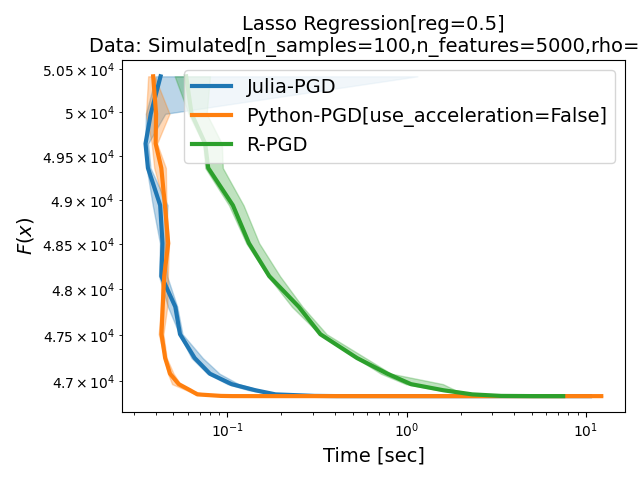 Lasso Regression[reg=0.5]
Data: Simulated[n_samples=100,n_features=5000,rho=
5.05 × 10⁴
5 × 10⁴
4.95 × 10⁴
4.9 × 10⁴
4.85 × 10⁴
4.8 × 10⁴
4.75 × 10⁴
4.7 × 10⁴
F(x)
Julia-PGD
Python-PGD[use_acceleration=False]
R-PGD
10⁻¹ 10⁰ 10¹
Time [sec]